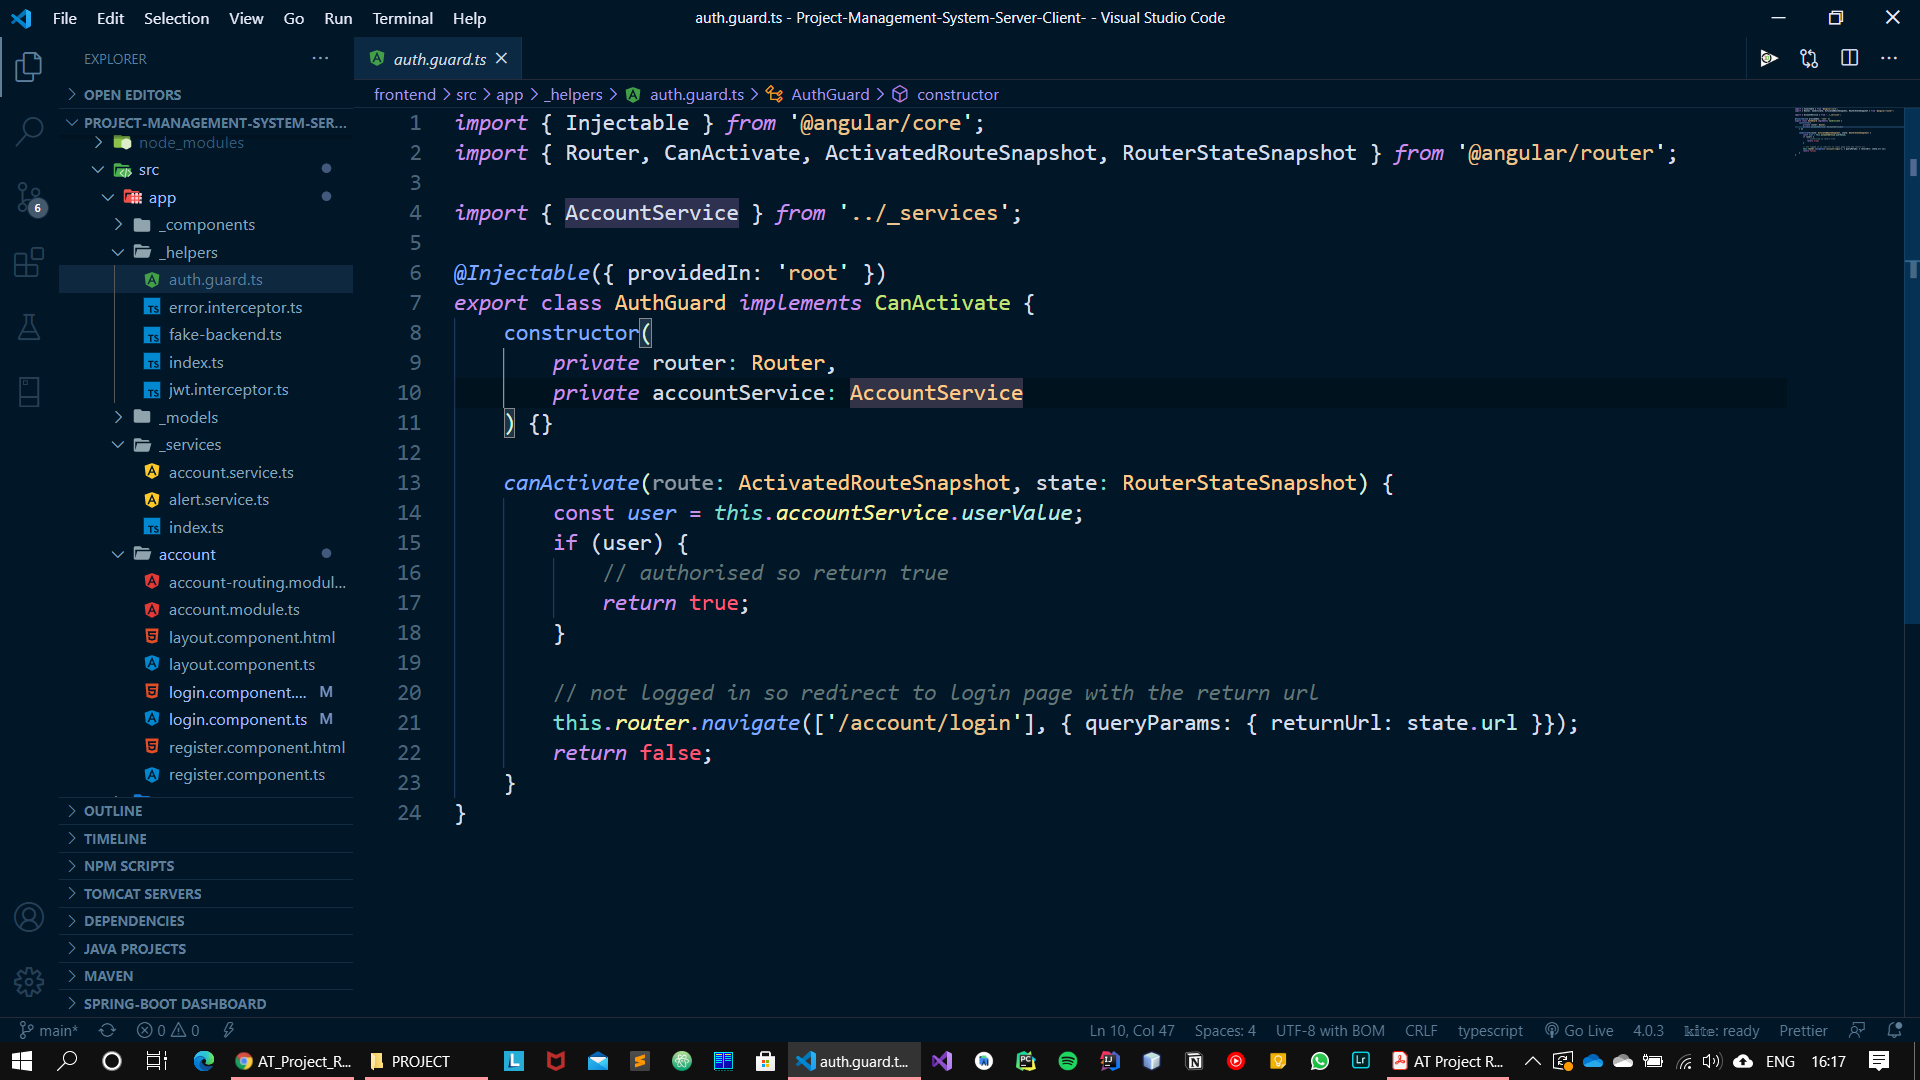 File Edit Selection View Go Run Terminal Help
auth.guard.ts - Project-Management-System-Server-Client- - Visual Studio Code
EXPLORER
OPEN EDITORS
PROJECT-MANAGEMENT-SYSTEM-SER...
node_modules
src
app
_components
_helpers
auth.guard.ts
error.interceptor.ts
fake-backend.ts
index.ts
jwt.interceptor.ts
_models
_services
account.service.ts
alert.service.ts
index.ts
account
account-routing.modul...
account.module.ts
layout.component.html
layout.component.ts
login.component.... M
login.component.ts M
register.component.html
register.component.ts
OUTLINE
TIMELINE
NPM SCRIPTS
TOMCAT SERVERS
DEPENDENCIES
JAVA PROJECTS
MAVEN
SPRING-BOOT DASHBOARD
6
auth.guard.ts
frontend > src > app > _helpers > auth.guard.ts > AuthGuard > constructor
1 import { Injectable } from '@angular/core';
2 import { Router, CanActivate, ActivatedRouteSnapshot, RouterStateSnapshot } from '@angular/router';
3
4 import { AccountService } from '../_services';
5
6 @Injectable({ providedIn: 'root' })
7 export class AuthGuard implements CanActivate {
8 constructor(
9 private router: Router,
10 private accountService: AccountService
11 ) {}
12
13 canActivate(route: ActivatedRouteSnapshot, state: RouterStateSnapshot) {
14 const user = this.accountService.userValue;
15 if (user) {
16 // authorised so return true
17 return true;
18 }
19
20 // not logged in so redirect to login page with the return url
21 this.router.navigate(['/account/login'], { queryParams: { returnUrl: state.url }});
22 return false;
23 }
24 }
main* 0 0 Ln 10, Col 47 Spaces: 4 UTF-8 with BOM CRLF typescript Go Live 4.0.3 kite: ready Prettier
AT_Project_R... PROJECT auth.guard.t... AT Project R... ENG 16:17